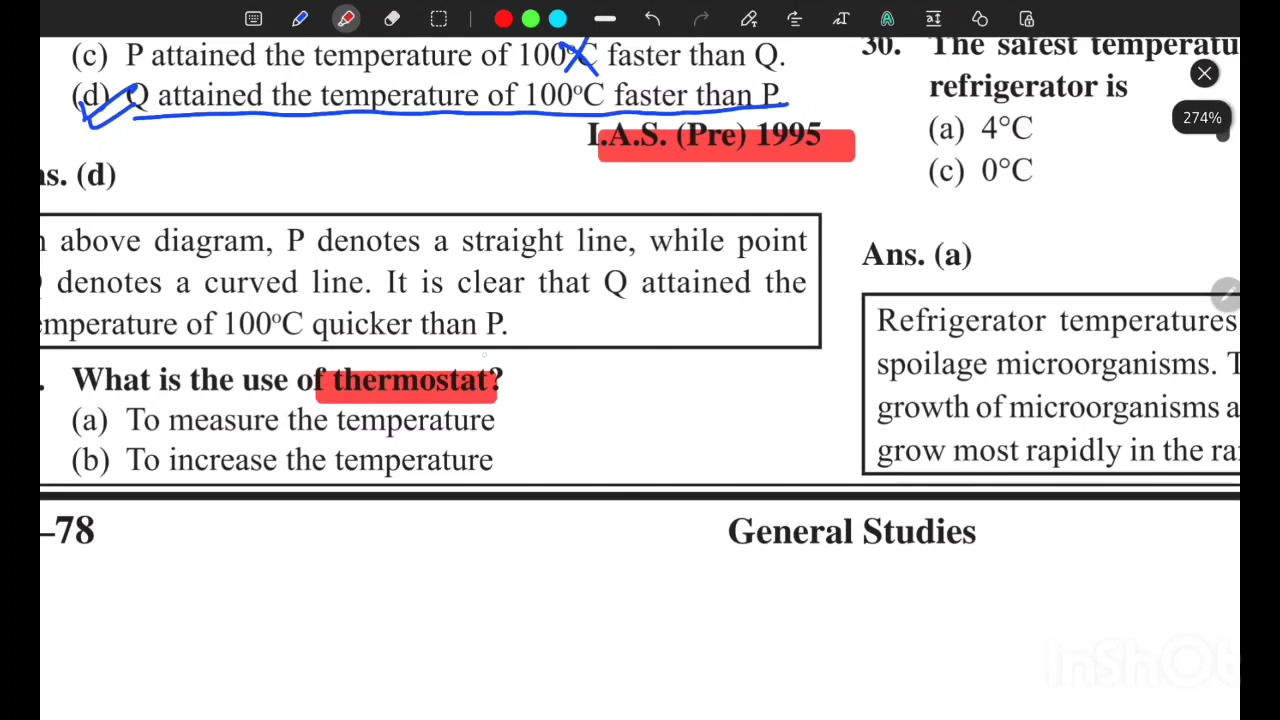 (c) P attained the temperature of 100°C faster than Q.
(d) Q attained the temperature of 100°C faster than P.
I.A.S. (Pre) 1995
ns. (d)
n above diagram, P denotes a straight line, while point
denotes a curved line. It is clear that Q attained the
emperature of 100°C quicker than P.
. What is the use of thermostat?
(a) To measure the temperature
(b) To increase the temperature
–78
General Studies
30. The safest temperatu
refrigerator is
(a) 4°C
(c) 0°C
Ans. (a)
Refrigerator temperatures
spoilage microorganisms. T
growth of microorganisms a
grow most rapidly in the ra
274%
InShOt